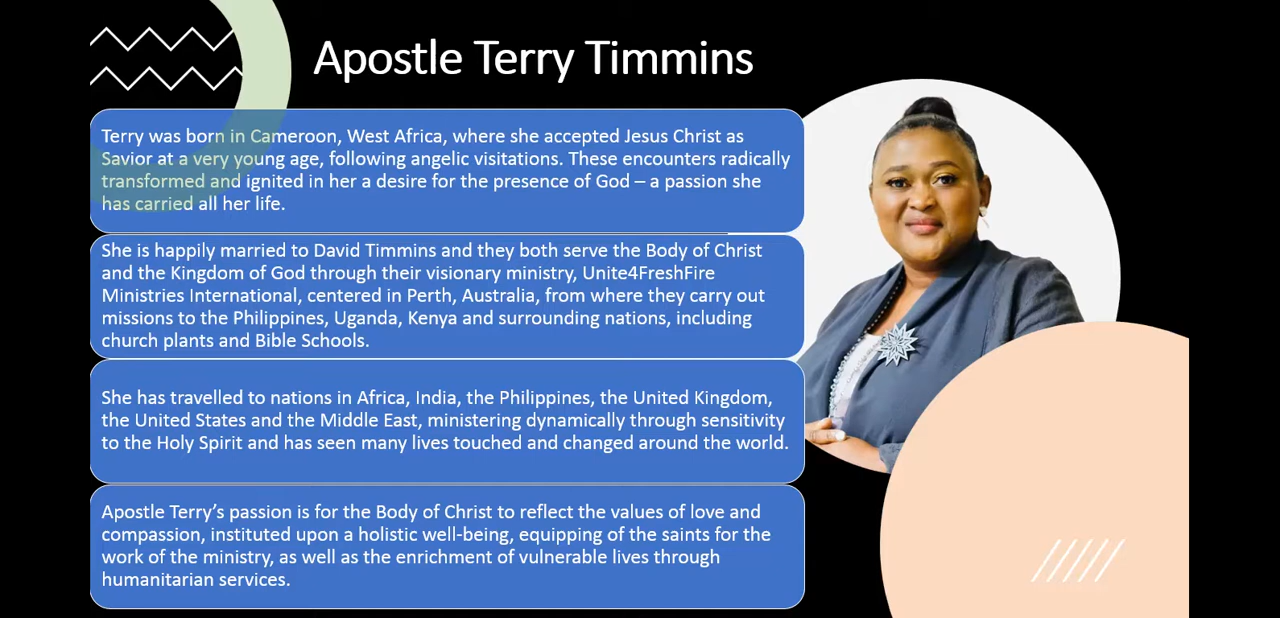 Apostle Terry Timmins
Terry was born in Cameroon, West Africa, where she accepted Jesus Christ as
Savior at a very young age, following angelic visitations. These encounters radically
transformed and ignited in her a desire for the presence of God – a passion she
has carried all her life.
She is happily married to David Timmins and they both serve the Body of Christ
and the Kingdom of God through their visionary ministry, Unite4FreshFire
Ministries International, centered in Perth, Australia, from where they carry out
missions to the Philippines, Uganda, Kenya and surrounding nations, including
church plants and Bible Schools.
She has travelled to nations in Africa, India, the Philippines, the United Kingdom,
the United States and the Middle East, ministering dynamically through sensitivity
to the Holy Spirit and has seen many lives touched and changed around the world.
Apostle Terry’s passion is for the Body of Christ to reflect the values of love and
compassion, instituted upon a holistic well-being, equipping of the saints for the
work of the ministry, as well as the enrichment of vulnerable lives through
humanitarian services.